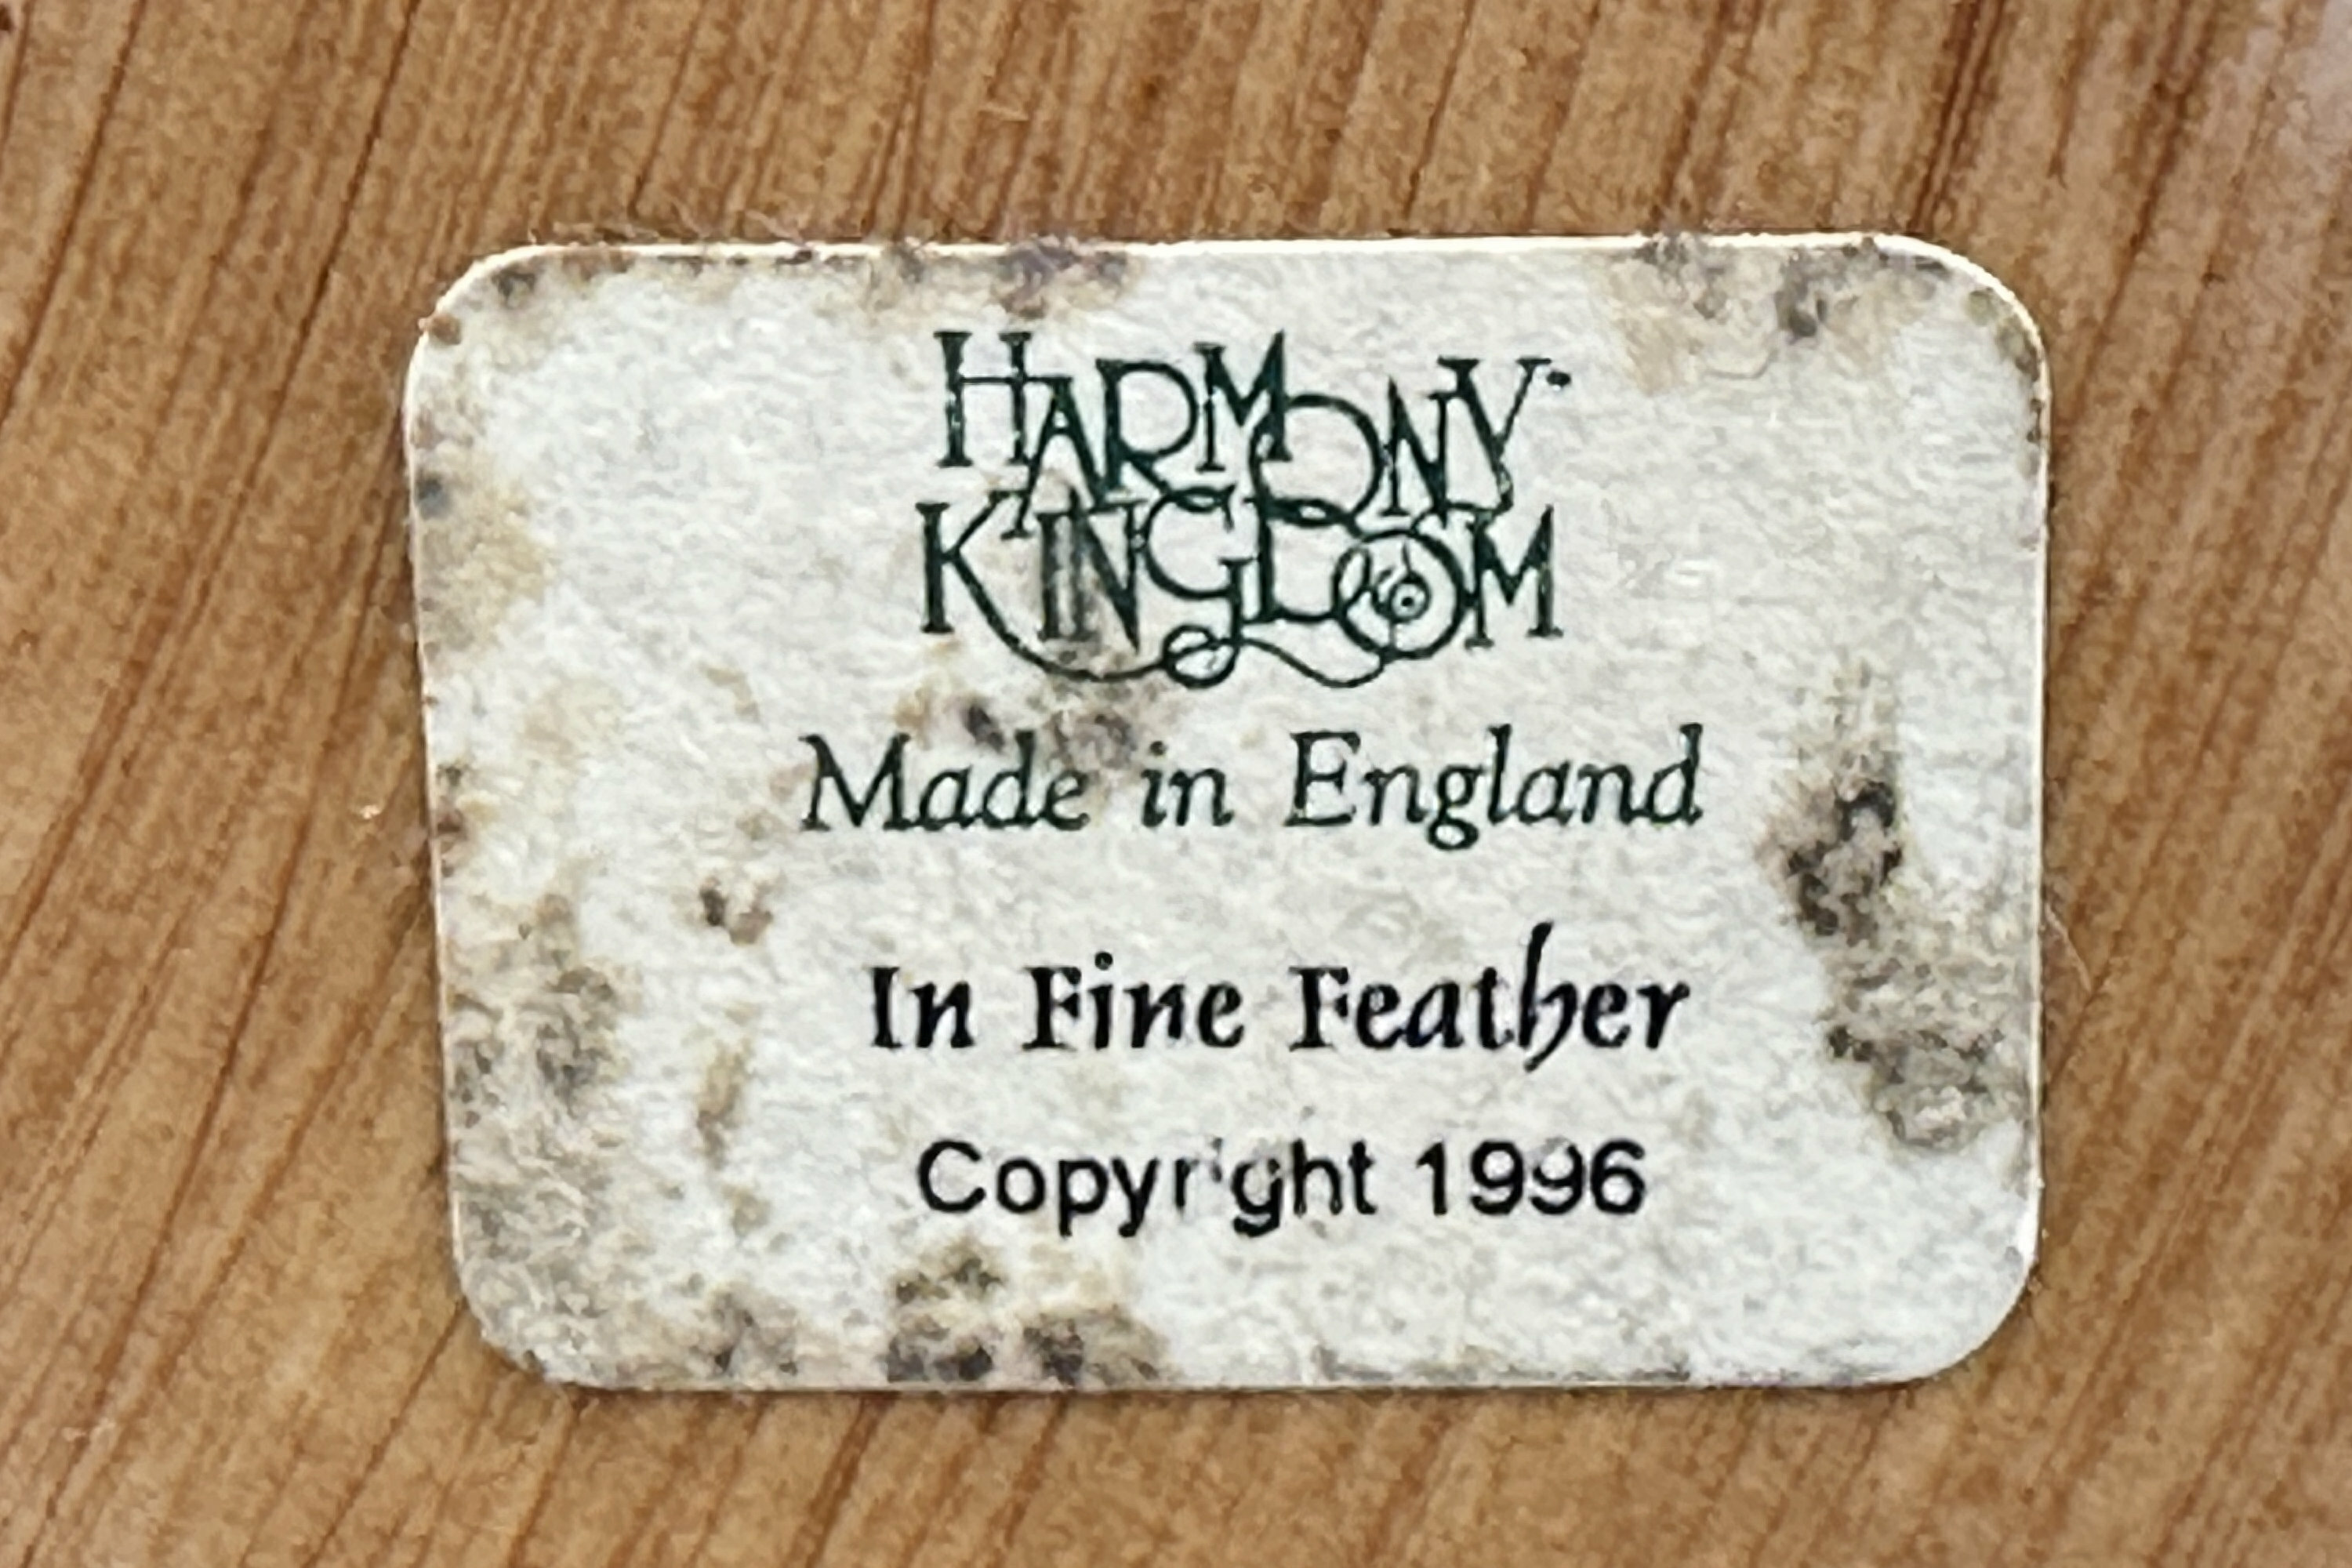 HARMONY
KINGDOM
Made in England
In Fine Feather
Copyright 1996